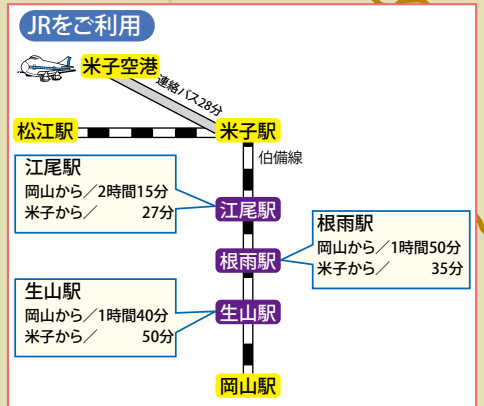 JRをご利用
米子空港
連絡バス28分
松江駅
米子駅
伯備線
江尾駅
岡山から／2時間15分
米子から／ 27分
江尾駅
根雨駅
岡山から／1時間50分
米子から／ 35分
根雨駅
生山駅
岡山から／1時間40分
米子から／ 50分
生山駅
岡山駅